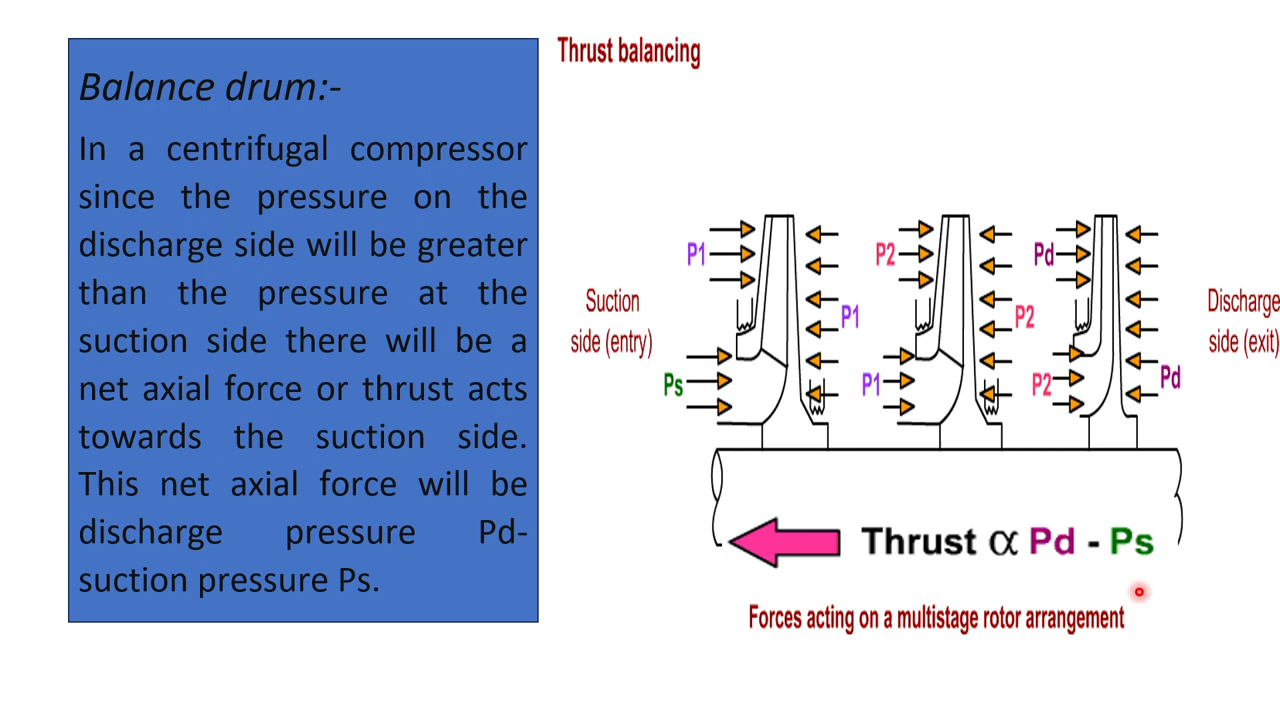 Balance drum:-
In a centrifugal compressor
since the pressure on the
discharge side will be greater
than the pressure at the
suction side there will be a
net axial force or thrust acts
towards the suction side.
This net axial force will be
discharge pressure Pd-
suction pressure Ps.
Thrust balancing
Suction
side (entry)
P1
Ps
P1
P2
P1
P2
Pd
P2
Pd
Discharge
side (exit)
Thrust ∝ Pd - Ps
Forces acting on a multistage rotor arrangement